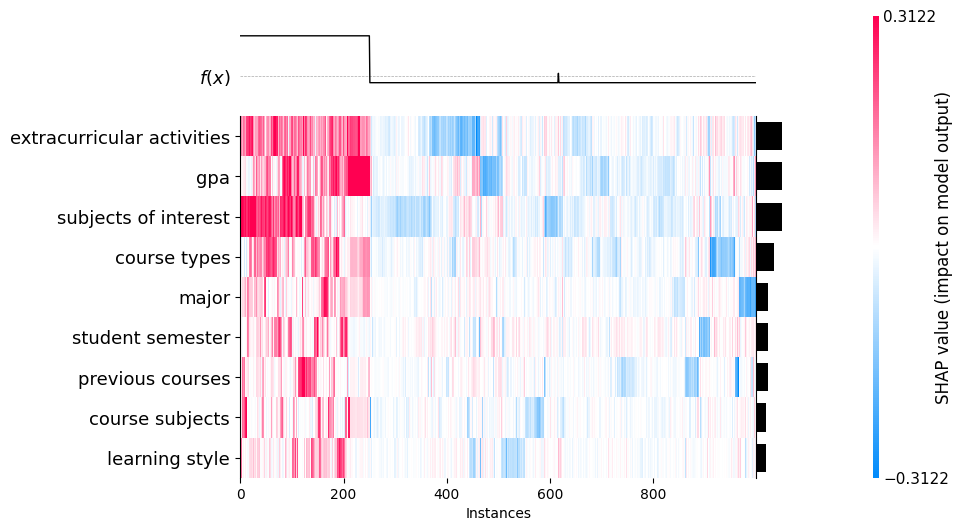 0.3122
f(x)
extracurricular activities
gpa
subjects of interest
course types
major
student semester
previous courses
course subjects
learning style
0 200 400 600 800
Instances
−0.3122
SHAP value (impact on model output)